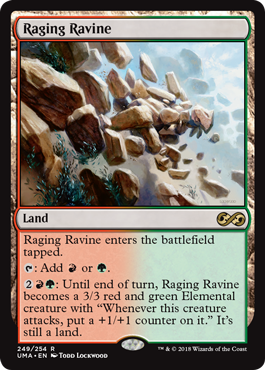 Raging Ravine
Land
Raging Ravine enters the battlefield
tapped.
: Add or .
2 : Until end of turn, Raging Ravine
becomes a 3/3 red and green Elemental
creature with “Whenever this creature
attacks, put a +1/+1 counter on it.” It’s
still a land.
249/254 R
UMA • EN Todd Lockwood
™ & © 2018 Wizards of the Coast